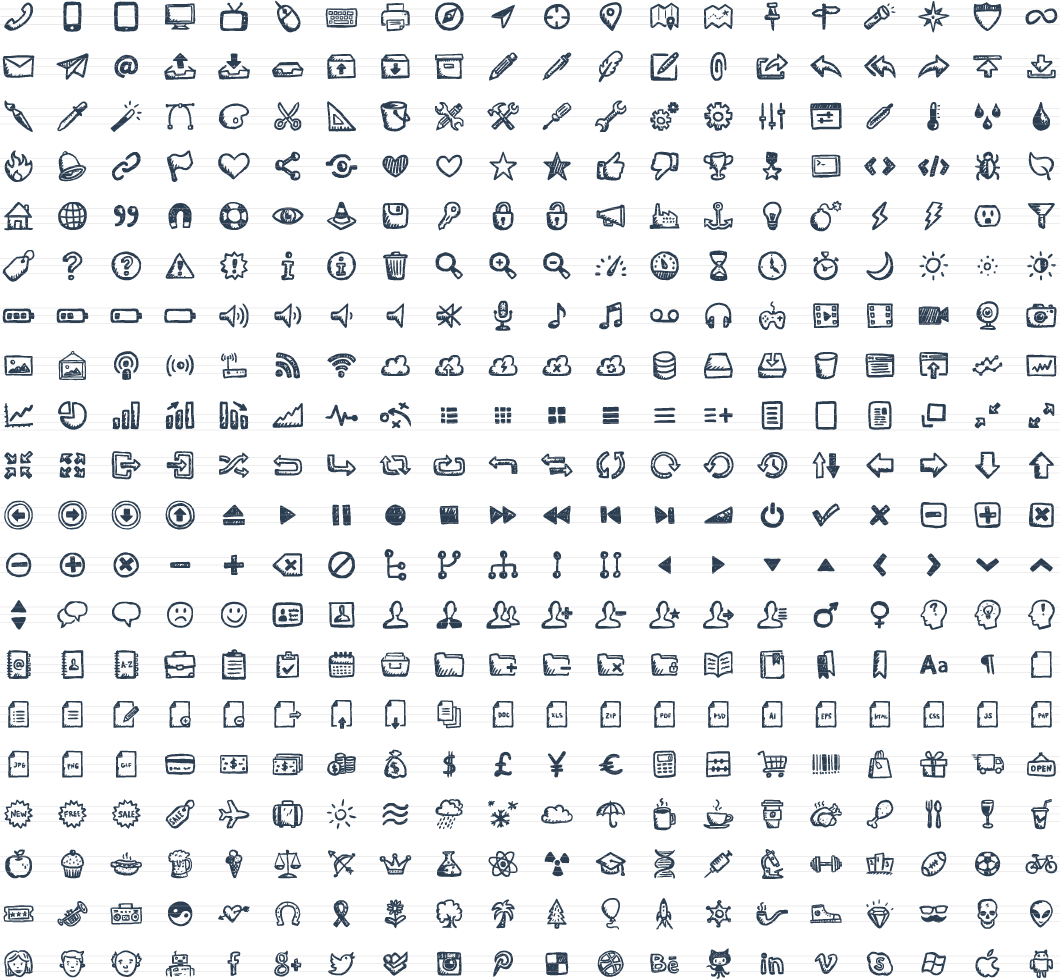 @
A-Z
Aa
DOC XLS ZIP PDF PSD AI EPS HTML CSS JS PHP
JPG PNG GIF $ £ ¥ € OPEN
NEW FREE SALE SALE
f g+ Bē in V S